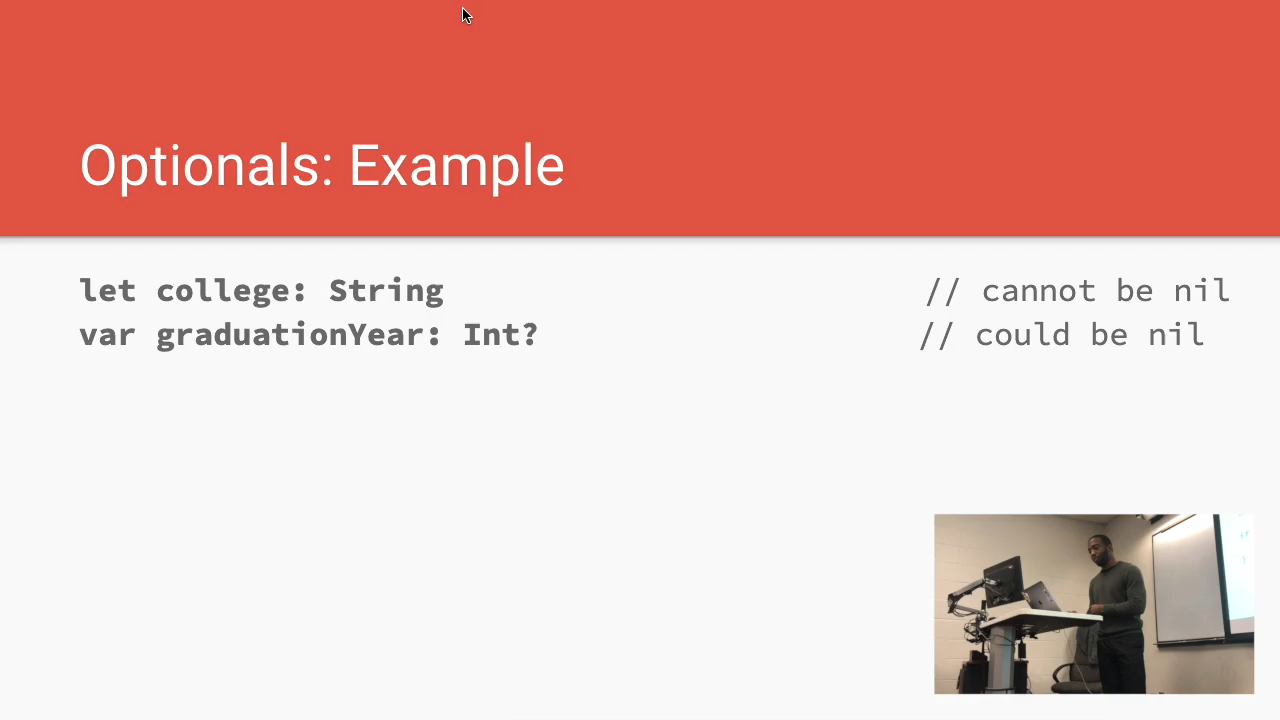 Optionals: Example
let college: String // cannot be nil
var graduationYear: Int? // could be nil